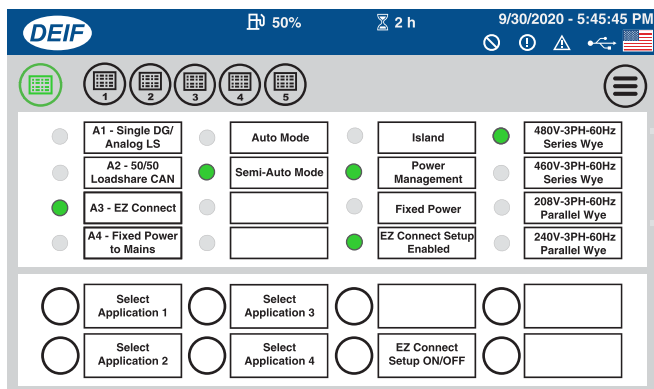 DEIF
50%
2 h
9/30/2020 - 5:45:45 PM
1
2
3
4
5
A1 - Single DG/
Analog LS
Auto Mode
Island
480V-3PH-60Hz
Series Wye
A2 - 50/50
Loadshare CAN
Semi-Auto Mode
Power
Management
460V-3PH-60Hz
Series Wye
A3 - EZ Connect
Fixed Power
208V-3PH-60Hz
Parallel Wye
A4 - Fixed Power
to Mains
EZ Connect Setup
Enabled
240V-3PH-60Hz
Parallel Wye
Select
Application 1
Select
Application 3
Select
Application 2
Select
Application 4
EZ Connect
Setup ON/OFF